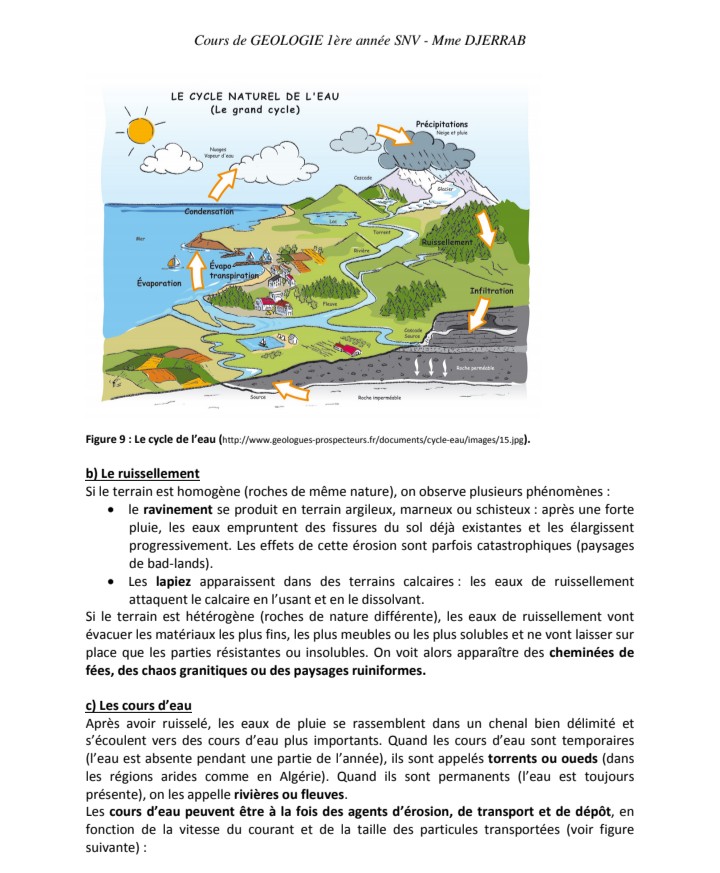 Cours de GEOLOGIE 1ère année SNV - Mme DJERRAB
LE CYCLE NATUREL DE L'EAU
(Le grand cycle)
Précipitations
Neige et pluie
Nuages
Vapeur d'eau
Cascade
Glacier
Condensation
Lac
Mer
Torrent
Ruissellement
Rivière
Évapo
transpiration
Évaporation
Infiltration
Fleuve
Cascade
Source
Roche perméable
Source
Roche imperméable
Figure 9 : Le cycle de l'eau (http://www.geologues-prospecteurs.fr/documents/cycle-eau/images/15.jpg).
b) Le ruissellement
Si le terrain est homogène (roches de même nature), on observe plusieurs phénomènes :
• le ravinement se produit en terrain argileux, marneux ou schisteux : après une forte
pluie, les eaux empruntent des fissures du sol déjà existantes et les élargissent
progressivement. Les effets de cette érosion sont parfois catastrophiques (paysages
de bad-lands).
• Les lapiez apparaissent dans des terrains calcaires : les eaux de ruissellement
attaquent le calcaire en l'usant et en le dissolvant.
Si le terrain est hétérogène (roches de nature différente), les eaux de ruissellement vont
évacuer les matériaux les plus fins, les plus meubles ou les plus solubles et ne vont laisser sur
place que les parties résistantes ou insolubles. On voit alors apparaître des cheminées de
fées, des chaos granitiques ou des paysages ruiniformes.
c) Les cours d'eau
Après avoir ruisselé, les eaux de pluie se rassemblent dans un chenal bien délimité et
s'écoulent vers des cours d'eau plus importants. Quand les cours d'eau sont temporaires
(l'eau est absente pendant une partie de l'année), ils sont appelés torrents ou oueds (dans
les régions arides comme en Algérie). Quand ils sont permanents (l'eau est toujours
présente), on les appelle rivières ou fleuves.
Les cours d'eau peuvent être à la fois des agents d'érosion, de transport et de dépôt, en
fonction de la vitesse du courant et de la taille des particules transportées (voir figure
suivante) :